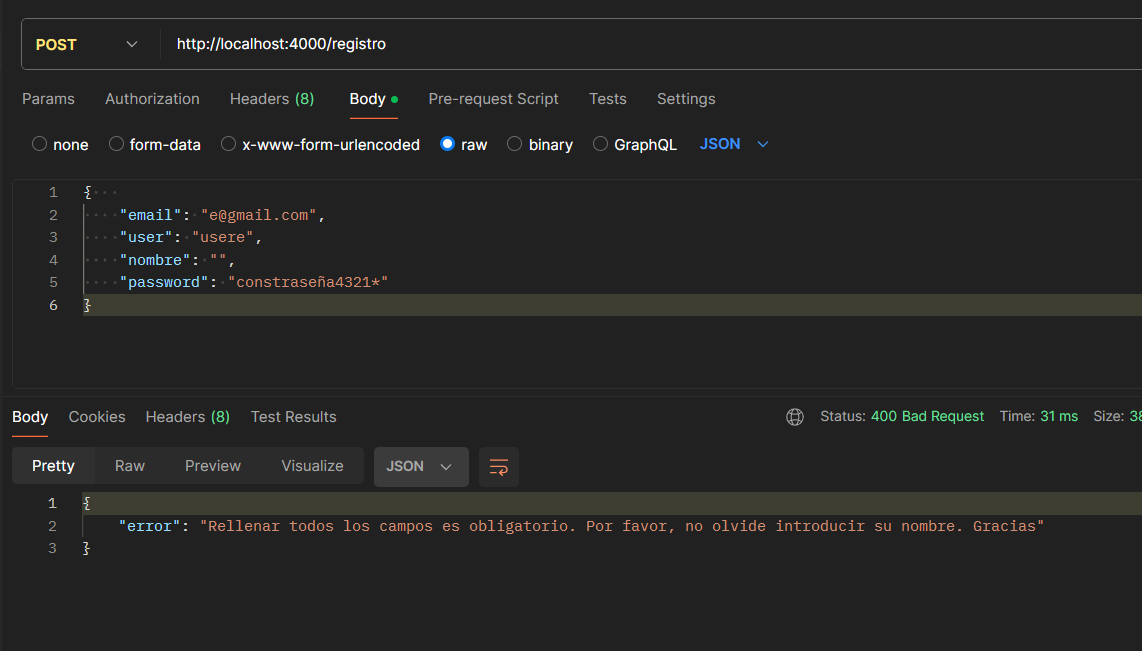 POST http://localhost:4000/registro
Params Authorization Headers (8) Body Pre-request Script Tests Settings
none form-data x-www-form-urlencoded raw binary GraphQL JSON
1 {
2 "email": "e@gmail.com",
3 "user": "usere",
4 "nombre": "",
5 "password": "constraseña4321*"
6 }
Body Cookies Headers (8) Test Results Status: 400 Bad Request Time: 31 ms Size: 38
Pretty Raw Preview Visualize JSON
1 {
2 "error": "Rellenar todos los campos es obligatorio. Por favor, no olvide introducir su nombre. Gracias"
3 }